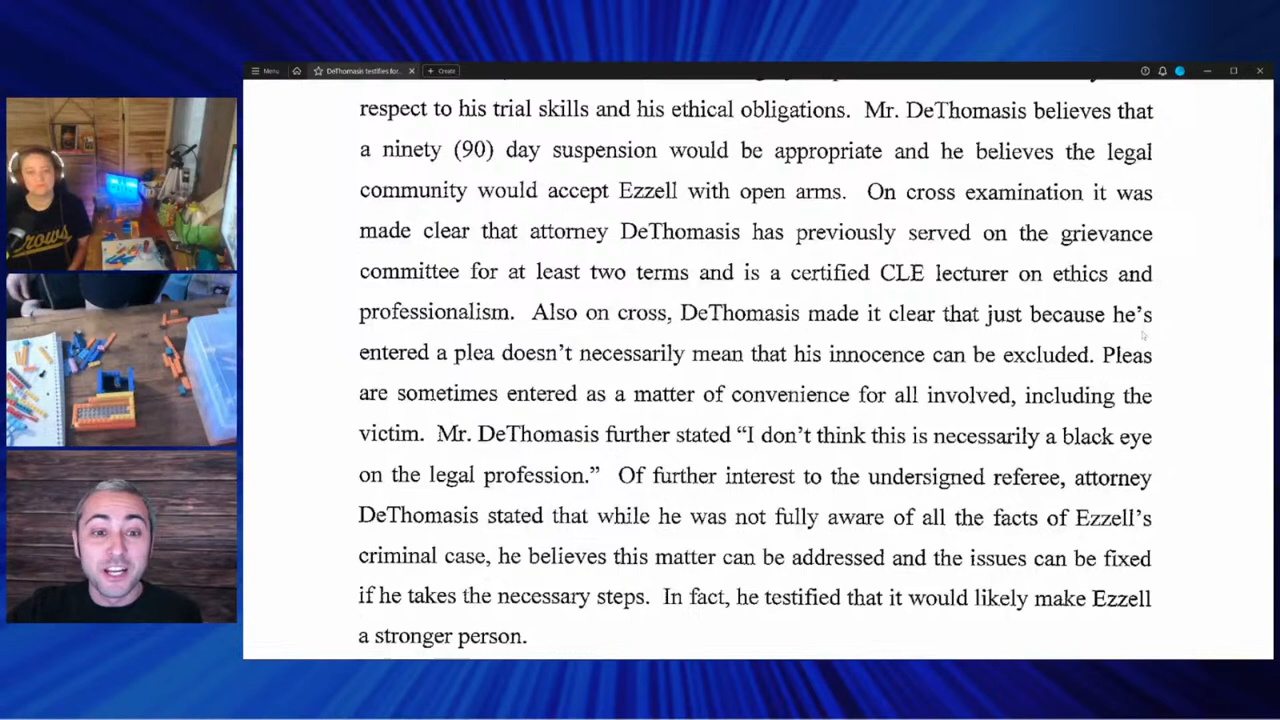 Menu
DeThomasis testifies for...
+ Create
respect to his trial skills and his ethical obligations. Mr. DeThomasis believes that
a ninety (90) day suspension would be appropriate and he believes the legal
community would accept Ezzell with open arms. On cross examination it was
made clear that attorney DeThomasis has previously served on the grievance
committee for at least two terms and is a certified CLE lecturer on ethics and
professionalism. Also on cross, DeThomasis made it clear that just because he's
entered a plea doesn't necessarily mean that his innocence can be excluded. Pleas
are sometimes entered as a matter of convenience for all involved, including the
victim. Mr. DeThomasis further stated “I don't think this is necessarily a black eye
on the legal profession.” Of further interest to the undersigned referee, attorney
DeThomasis stated that while he was not fully aware of all the facts of Ezzell's
criminal case, he believes this matter can be addressed and the issues can be fixed
if he takes the necessary steps. In fact, he testified that it would likely make Ezzell
a stronger person.
Crows